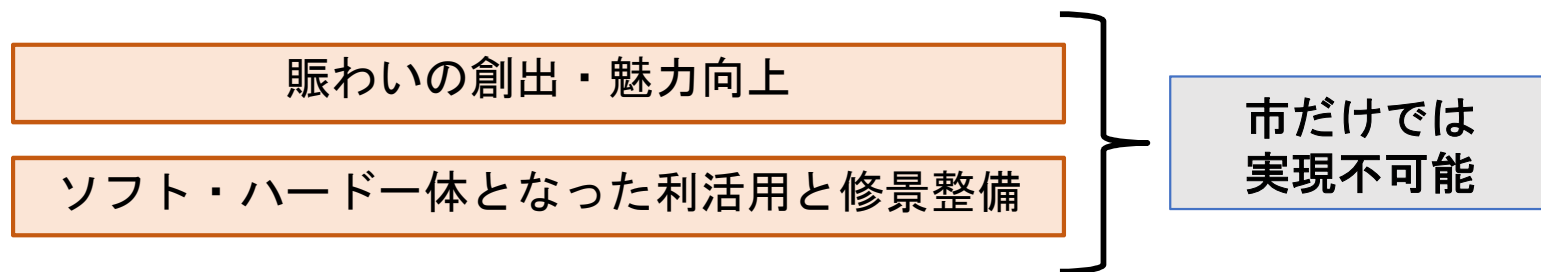 賑わいの創出・魅力向上
ソフト・ハード一体となった利活用と修景整備
市だけでは
実現不可能